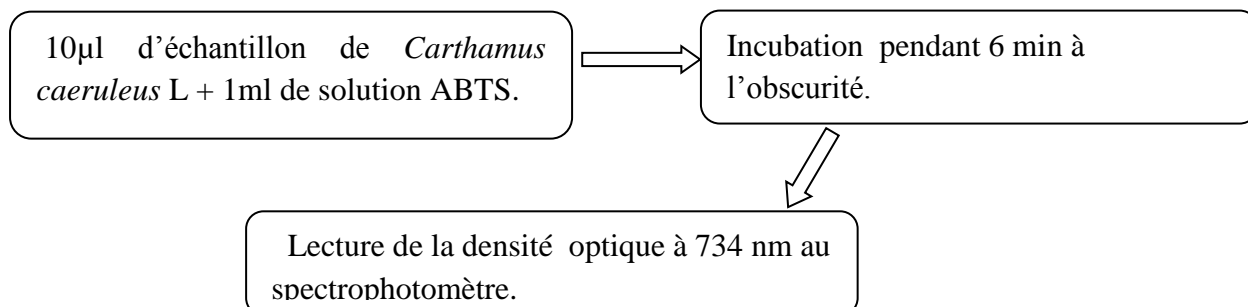 10µl d’échantillon de Carthamus
caeruleus L + 1ml de solution ABTS.
Incubation pendant 6 min à
l’obscurité.
Lecture de la densité optique à 734 nm au
spectrophotomètre.